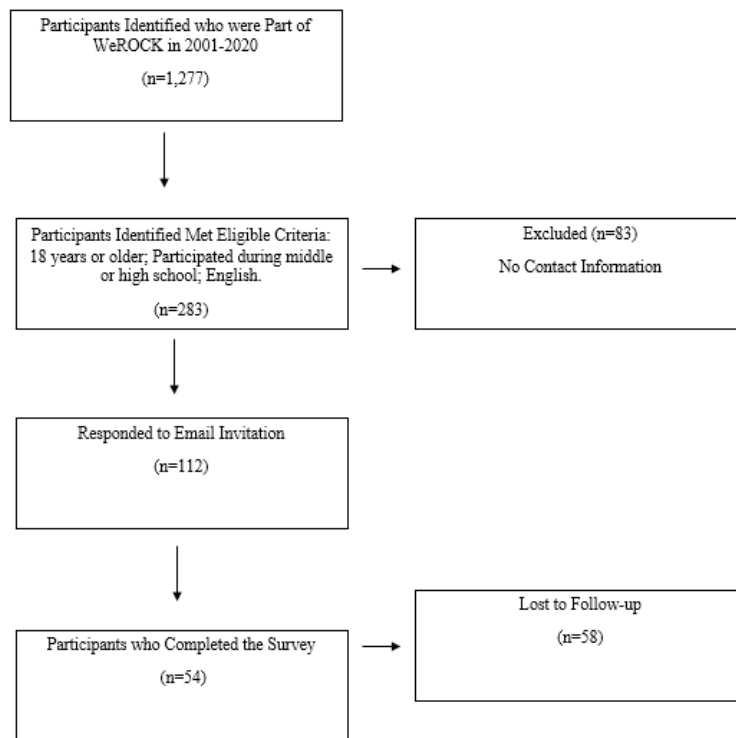 Participants Identified who were Part of
WeROCK in 2001-2020
(n=1,277)
Participants Identified Met Eligible Criteria:
18 years or older; Participated during middle
or high school; English.
(n=283)
Excluded (n=83)
No Contact Information
Responded to Email Invitation
(n=112)
Participants who Completed the Survey
(n=54)
Lost to Follow-up
(n=58)